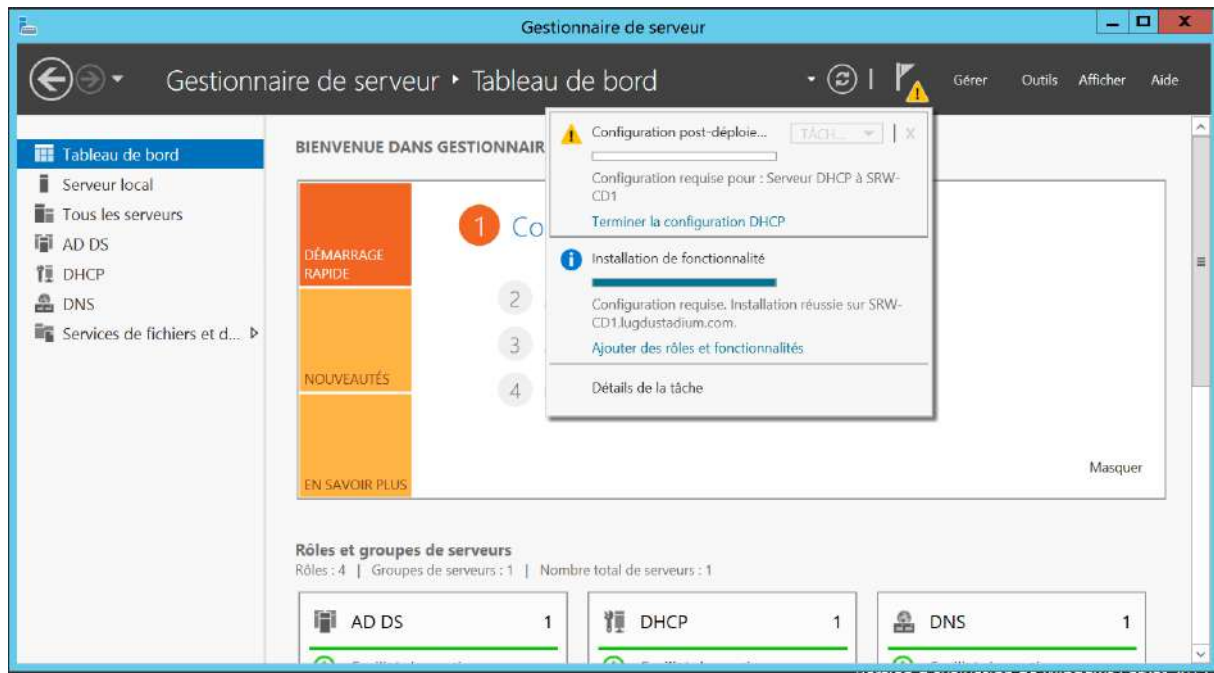 Gestionnaire de serveur
Gestionnaire de serveur • Tableau de bord
Gérer Outils Afficher Aide
Tableau de bord
Serveur local
Tous les serveurs
AD DS
DHCP
DNS
Services de fichiers et d...
BIENVENUE DANS GESTIONNAIR
DÉMARRAGE RAPIDE
NOUVEAUTÉS
EN SAVOIR PLUS
1 Co
2
3
4
Configuration post-déploie... TÂCH... X
Configuration requise pour : Serveur DHCP à SRW-
CD1
Terminer la configuration DHCP
Installation de fonctionnalité
Configuration requise. Installation réussie sur SRW-
CD1.lugdustadium.com.
Ajouter des rôles et fonctionnalités
Détails de la tâche
Masquer
Rôles et groupes de serveurs
Rôles : 4 | Groupes de serveurs : 1 | Nombre total de serveurs : 1
AD DS 1
DHCP 1
DNS 1